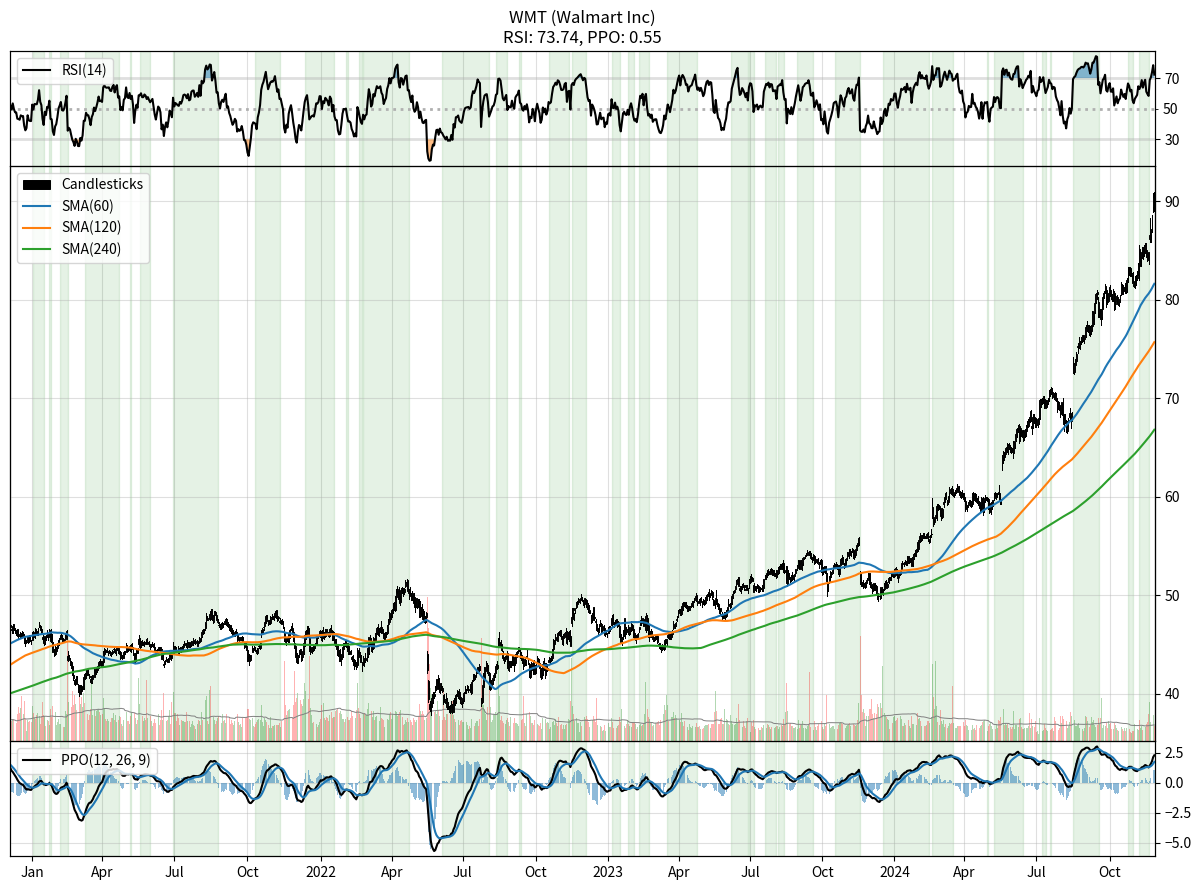 WMT (Walmart Inc)
RSI: 73.74, PPO: 0.55
RSI(14)
70
50
30
Candlesticks
SMA(60)
SMA(120)
SMA(240)
90
80
70
60
50
40
PPO(12, 26, 9)
2.5
0.0
−2.5
−5.0
Jan Apr Jul Oct 2022 Apr Jul Oct 2023 Apr Jul Oct 2024 Apr Jul Oct